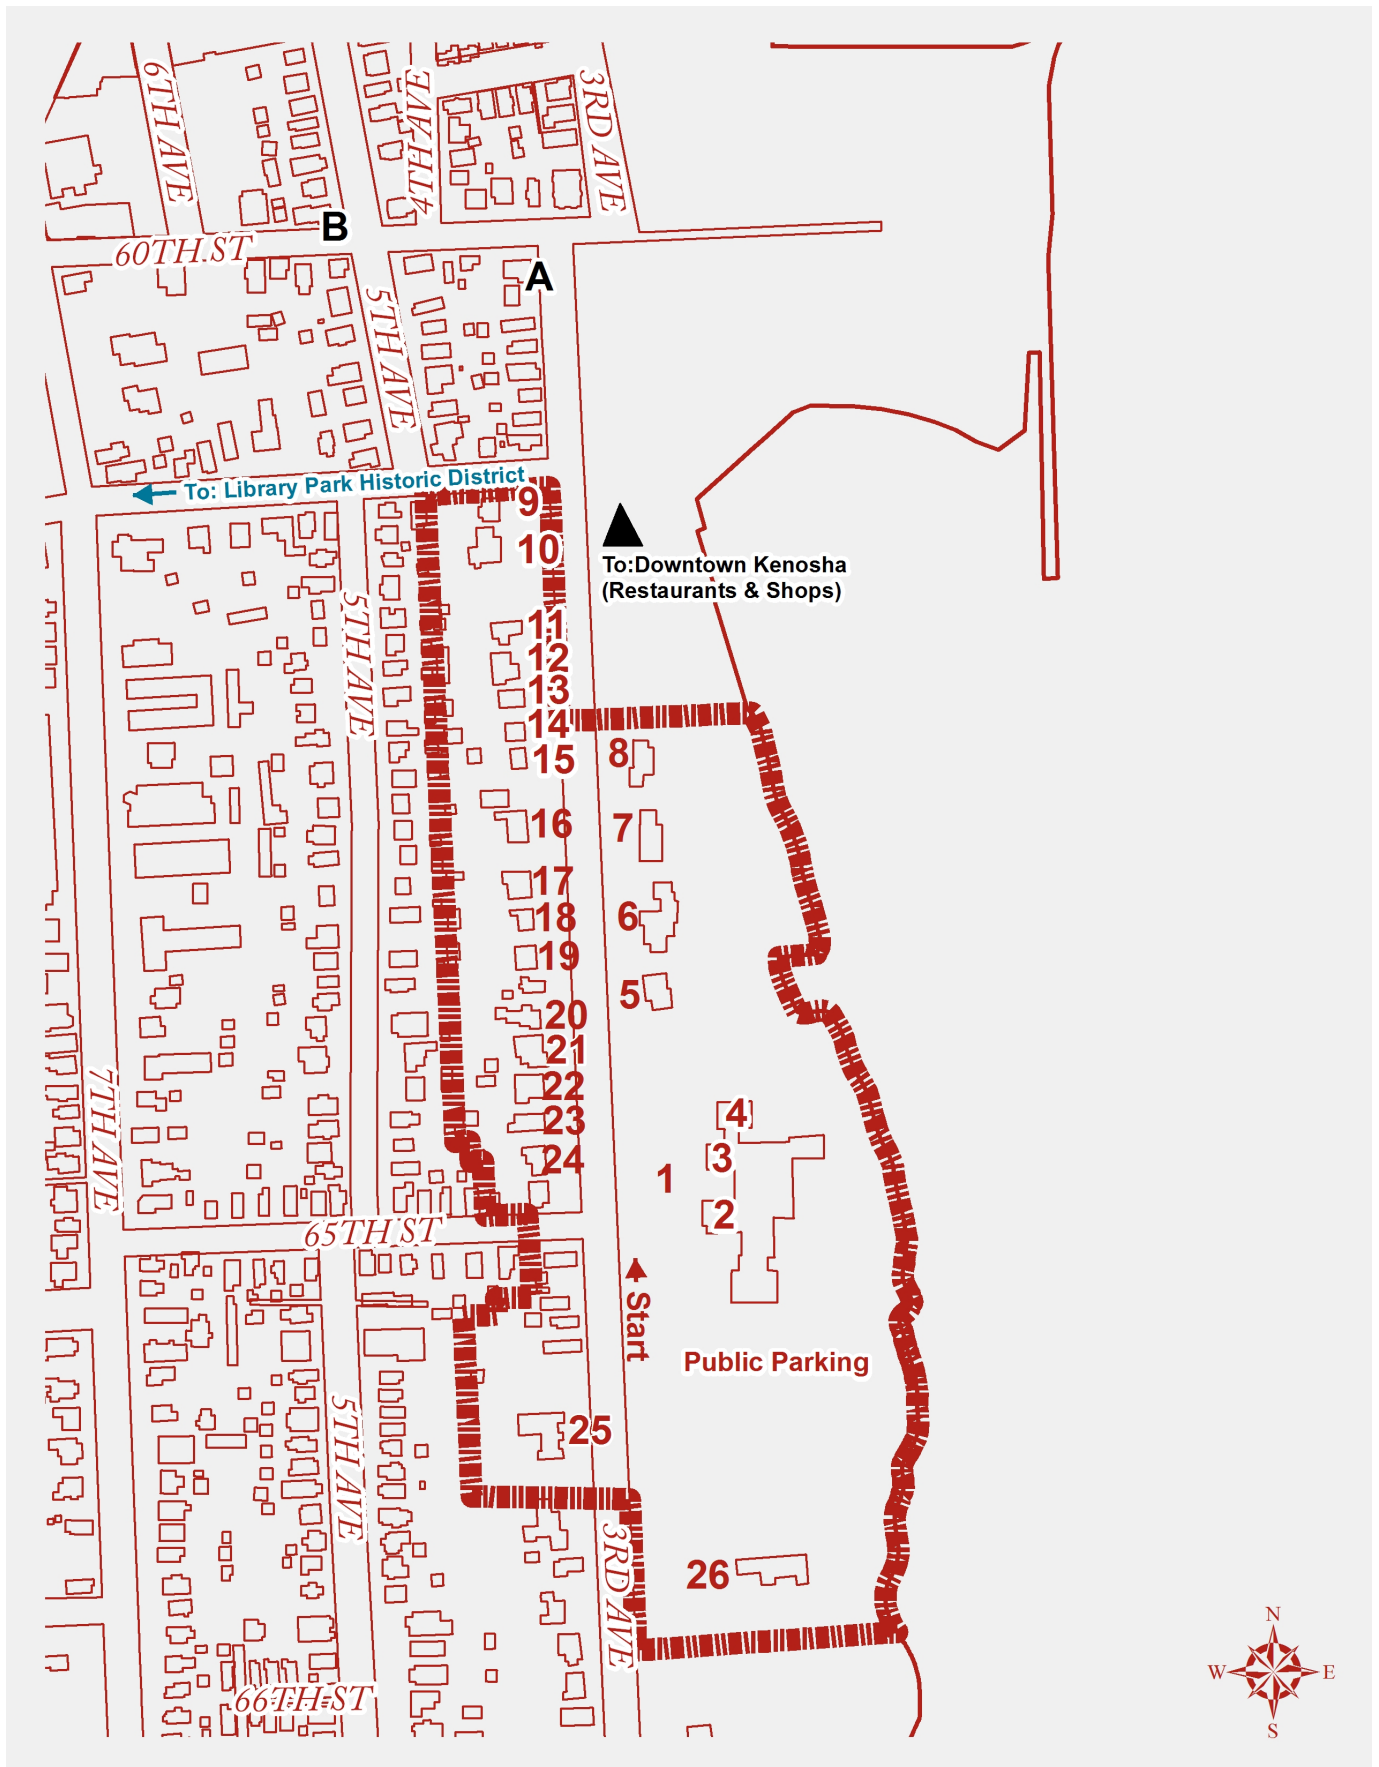 6TH AVE
4TH AVE
3RD AVE
B
60TH ST
A
5TH AVE
To: Library Park Historic District
9
10
To:Downtown Kenosha
(Restaurants & Shops)
5TH AVE
11
12
13
14
8
15
16
7
17
18
6
19
5
20
21
22
4
23
7TH AVE
24
3
1
2
65TH ST
Start
Public Parking
25
5TH AVE
3RD AVE
26
66TH ST
N
W
E
S